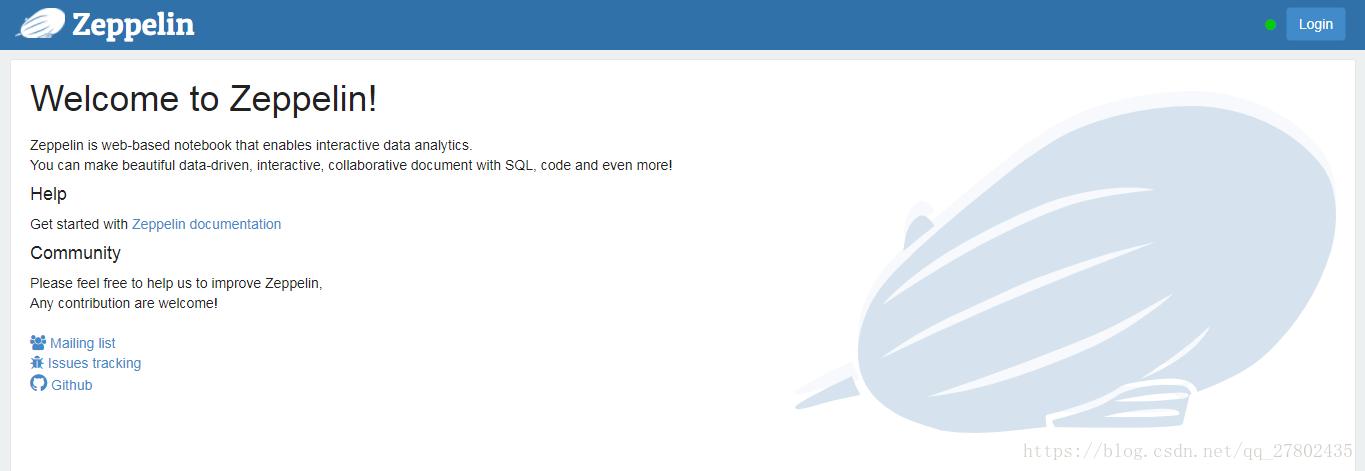 Zeppelin
Login
Welcome to Zeppelin!
Zeppelin is web-based notebook that enables interactive data analytics.
You can make beautiful data-driven, interactive, collaborative document with SQL, code and even more!
Help
Get started with Zeppelin documentation
Community
Please feel free to help us to improve Zeppelin,
Any contribution are welcome!
Mailing list
Issues tracking
Github
https://blog.csdn.net/qq_27802435